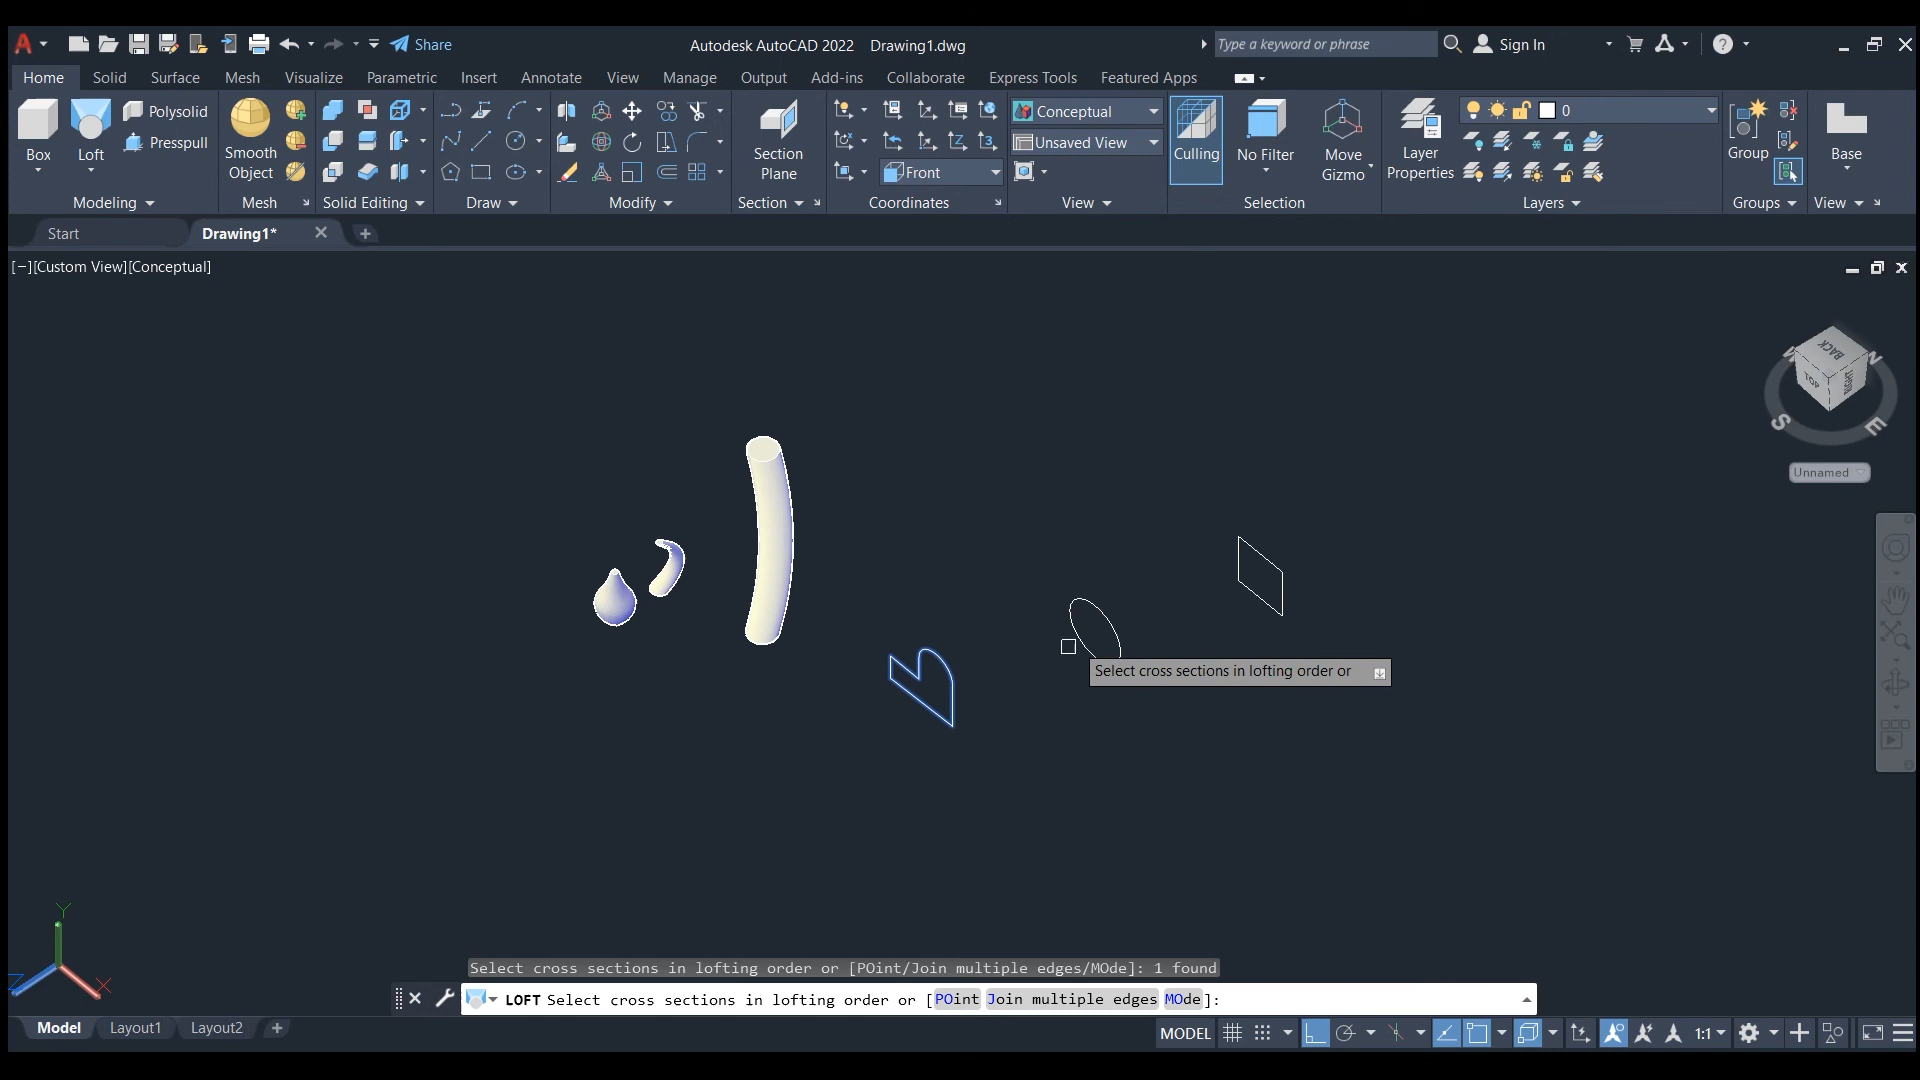 Share
Autodesk AutoCAD 2022 Drawing1.dwg
Type a keyword or phrase
Sign In
Home Solid Surface Mesh Visualize Parametric Insert Annotate View Manage Output Add-ins Collaborate Express Tools Featured Apps
Box
Loft
Polysolid
Presspull
Smooth
Object
Section
Plane
Conceptual
Unsaved View
Front
Culling
No Filter
Move
Gizmo
Layer
Properties
0
Group
Base
Modeling Mesh Solid Editing Draw Modify Section Coordinates View Selection Layers Groups View
Start Drawing1*
[−][Custom View][Conceptual]
BACK
TOP
RIGHT
W N
S E
Unnamed
Select cross sections in lofting order or
Y
Z X
Select cross sections in lofting order or [POint/Join multiple edges/MOde]: 1 found
LOFT Select cross sections in lofting order or [POint Join multiple edges MOde]:
Model Layout1 Layout2
MODEL 1:1